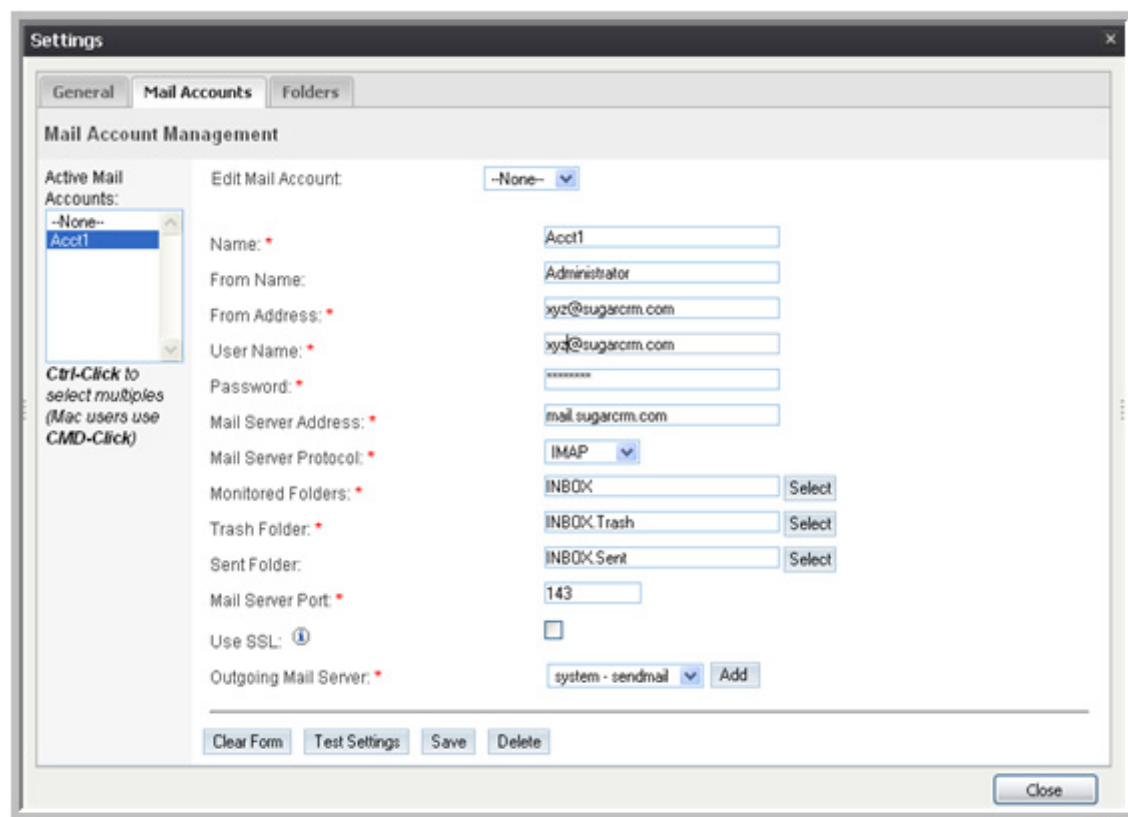 Settings
General Mail Accounts Folders
Mail Account Management
Active Mail
Accounts:
--None--
Acct1
Ctrl-Click to
select multiples
(Mac users use
CMD-Click)
Edit Mail Account: --None--
Name: * Acct1
From Name: Administrator
From Address: * xyz@sugarcrm.com
User Name: * xyz@sugarcrm.com
Password: * ********
Mail Server Address: * mail.sugarcrm.com
Mail Server Protocol: * IMAP
Monitored Folders: * INBOX Select
Trash Folder: * INBOX.Trash Select
Sent Folder: INBOX.Sent Select
Mail Server Port: * 143
Use SSL: i
Outgoing Mail Server: * system - sendmail Add
Clear Form Test Settings Save Delete
Close